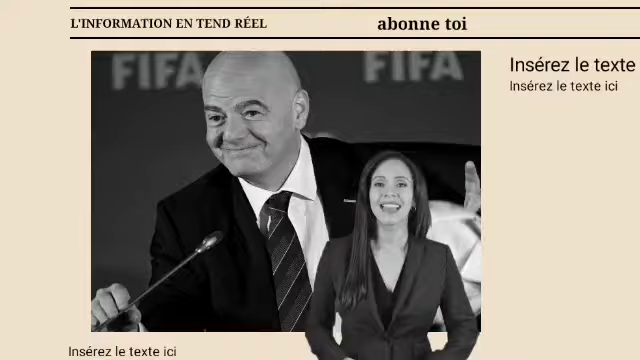 L'INFORMATION EN TEND RÉEL
abonne toi
FIFA
FIFA
Insérez le texte
Insérez le texte ici
Insérez le texte ici